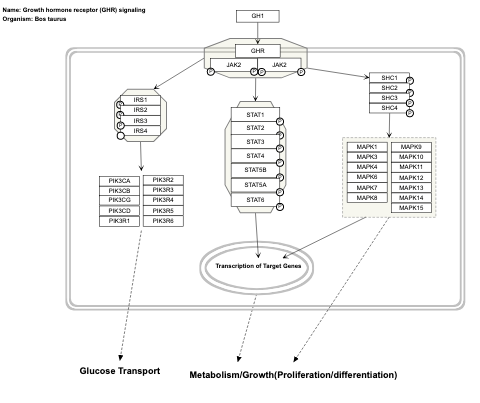 Name: Growth hormone receptor (GHR) signaling
Organism: Bos taurus
GH1
GHR
JAK2 JAK2
P P P
SHC1
P
SHC2
P
SHC3
P
SHC4
P
IRS1
P
IRS2
P
IRS3
P
IRS4
STAT1
P
STAT2
P
STAT3
P
STAT4
P
STAT5B
P
STAT5A
P
STAT6
P
MAPK1 MAPK9
MAPK3 MAPK10
MAPK4 MAPK11
MAPK6 MAPK12
MAPK7 MAPK13
MAPK8 MAPK14
MAPK15
PIK3CA PIK3R2
PIK3CB PIK3R3
PIK3CG PIK3R4
PIK3CD PIK3R5
PIK3R1 PIK3R6
Transcription of Target Genes
Glucose Transport
Metabolism/Growth(Proliferation/differentiation)